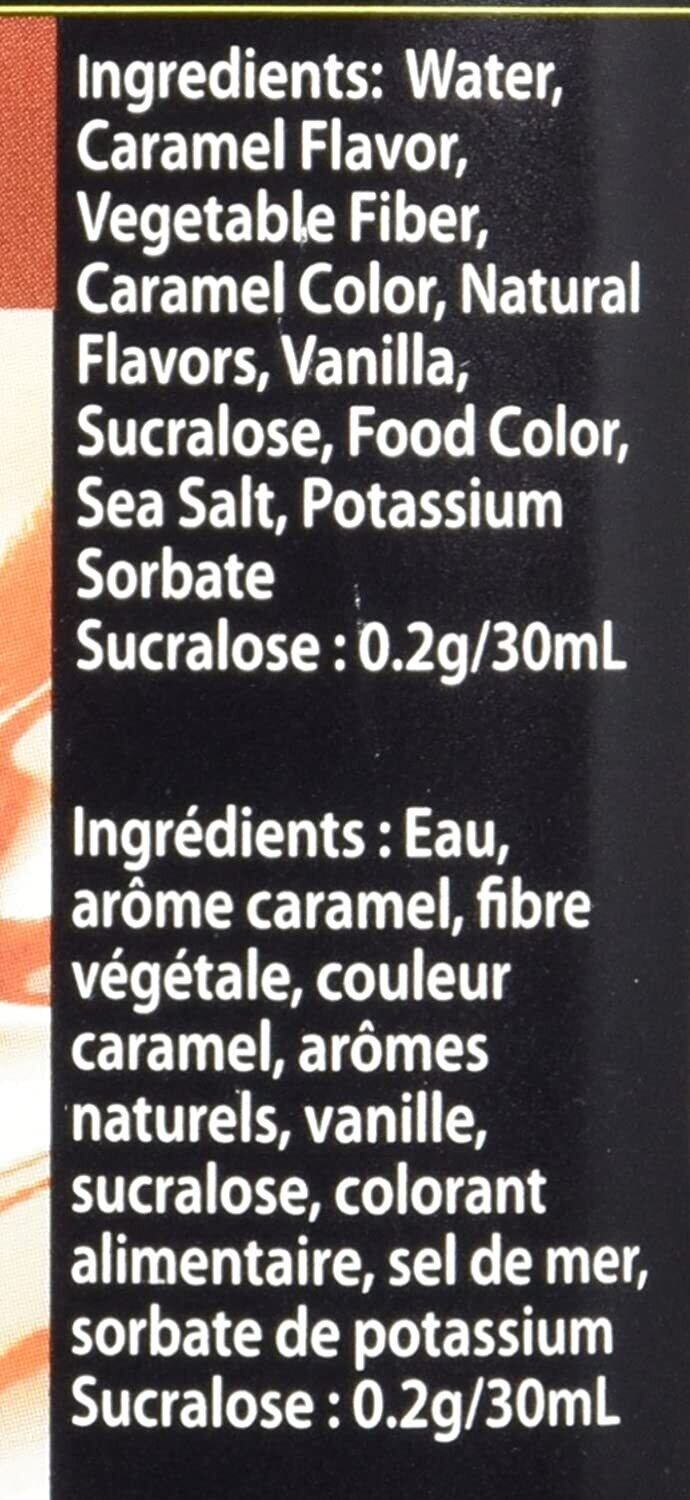 Ingredients: Water,
Caramel Flavor,
Vegetable Fiber,
Caramel Color, Natural
Flavors, Vanilla,
Sucralose, Food Color,
Sea Salt, Potassium
Sorbate
Sucralose : 0.2g/30mL
Ingrédients : Eau,
arôme caramel, fibre
végétale, couleur
caramel, arômes
naturels, vanille,
sucralose, colorant
alimentaire, sel de mer,
sorbate de potassium
Sucralose : 0.2g/30mL